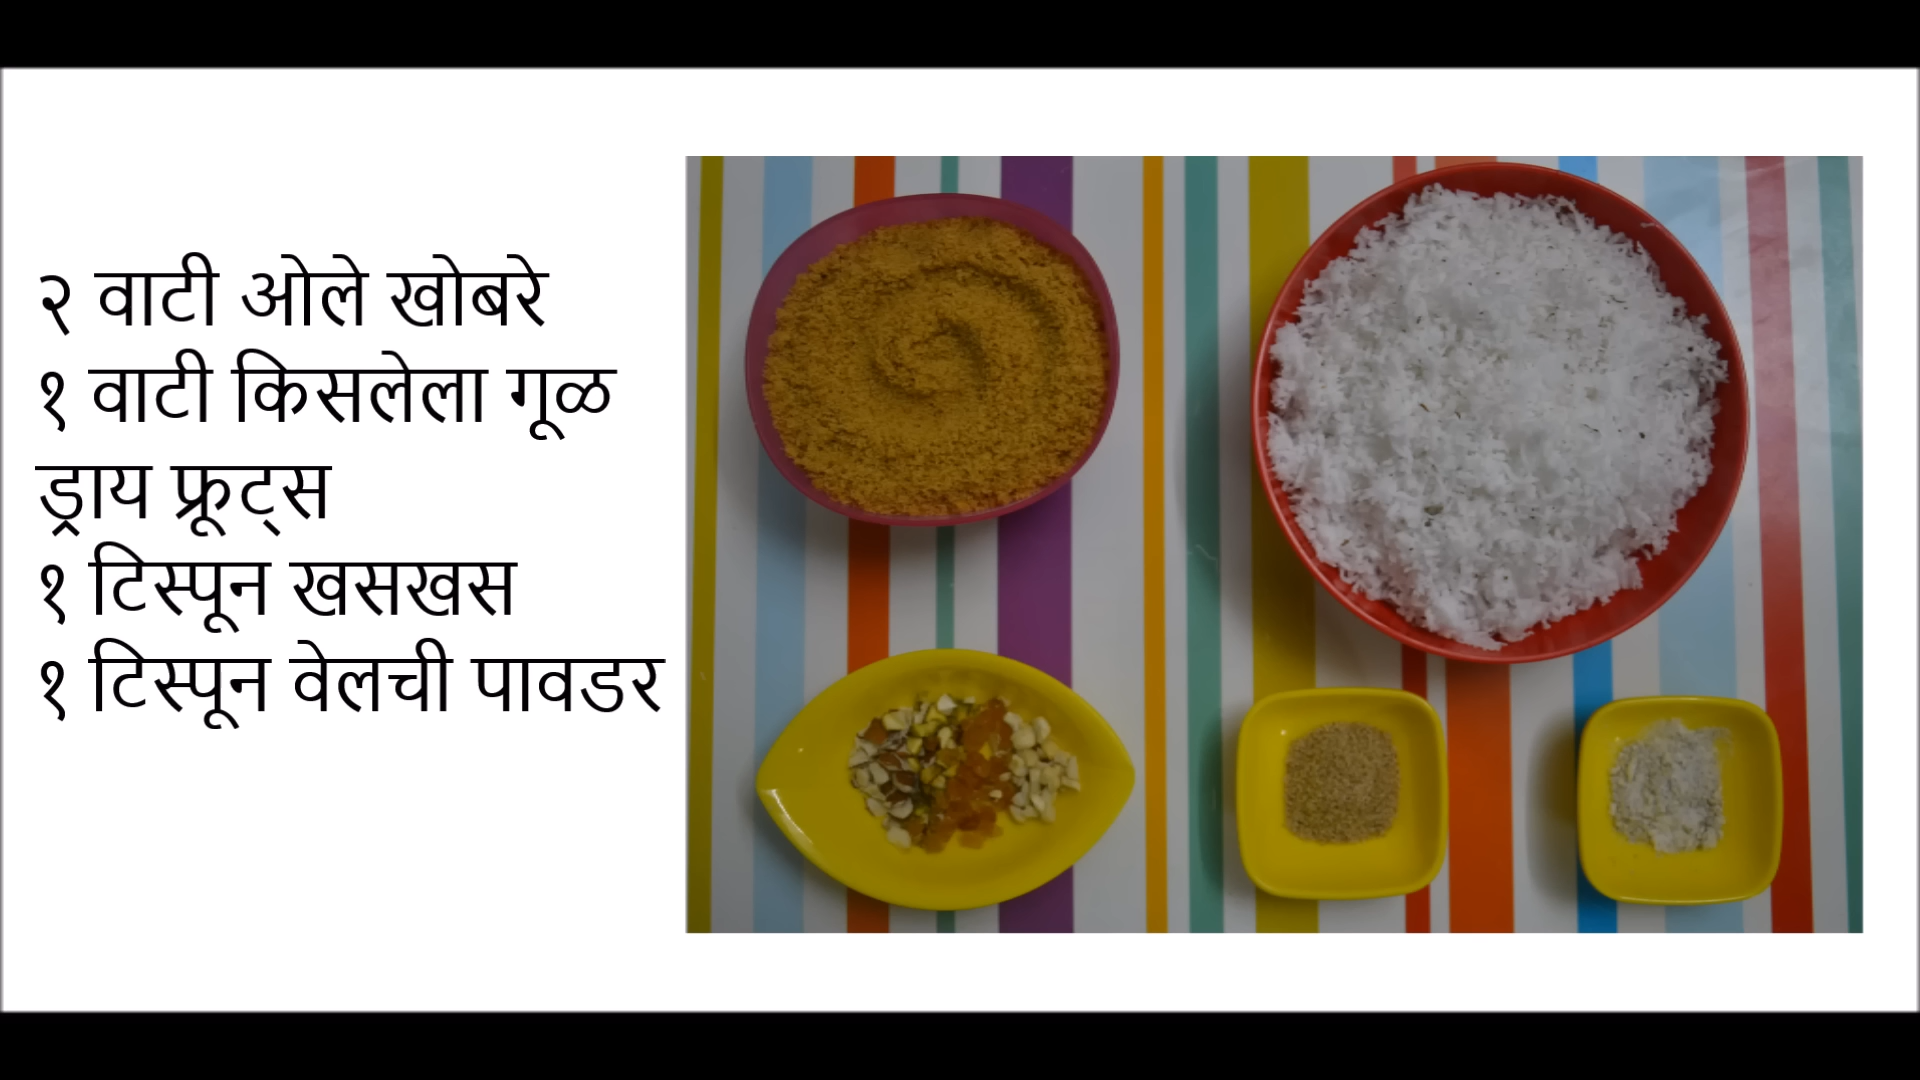 २ वाटी ओले खोबरे
१ वाटी किसलेला गूळ
ड्राय फ्रूट्स
१ टिस्पून खसखस
१ टिस्पून वेलची पावडर